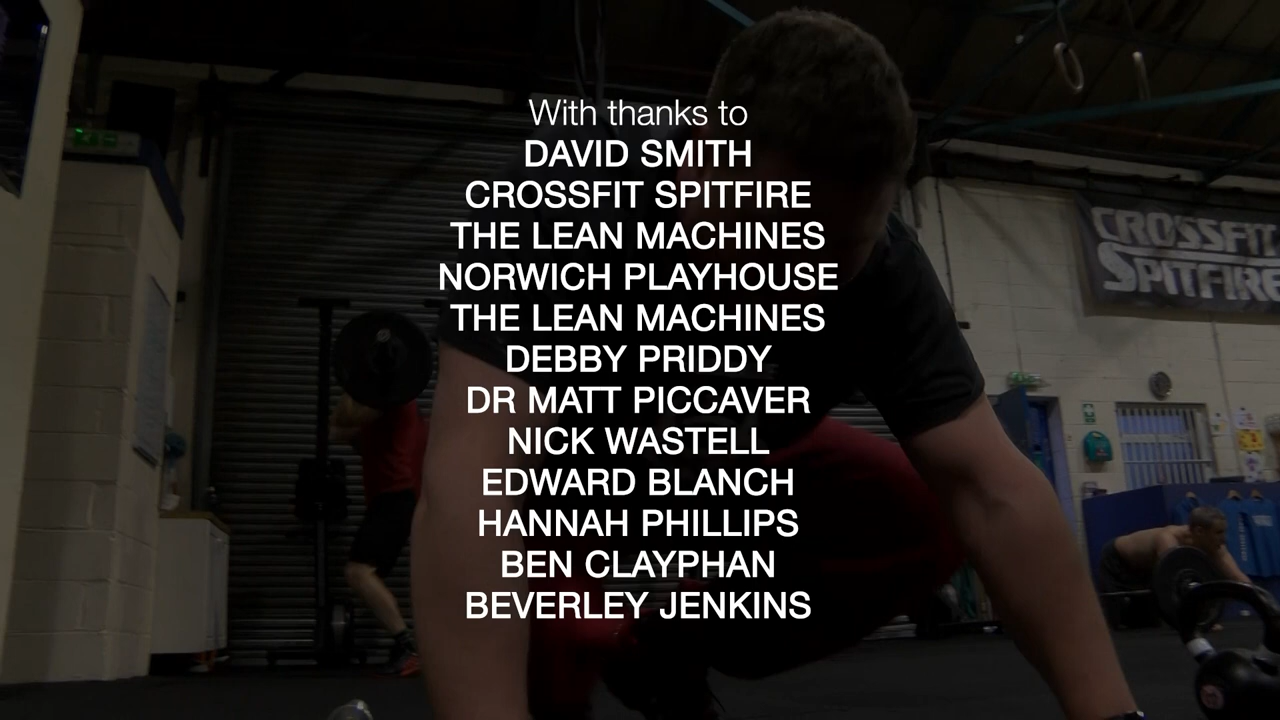 With thanks to
DAVID SMITH
CROSSFIT SPITFIRE
THE LEAN MACHINES
NORWICH PLAYHOUSE
THE LEAN MACHINES
DEBBY PRIDDY
DR MATT PICCAVER
NICK WASTELL
EDWARD BLANCH
HANNAH PHILLIPS
BEN CLAYPHAN
BEVERLEY JENKINS
CROSSFIT
SPITFIRE